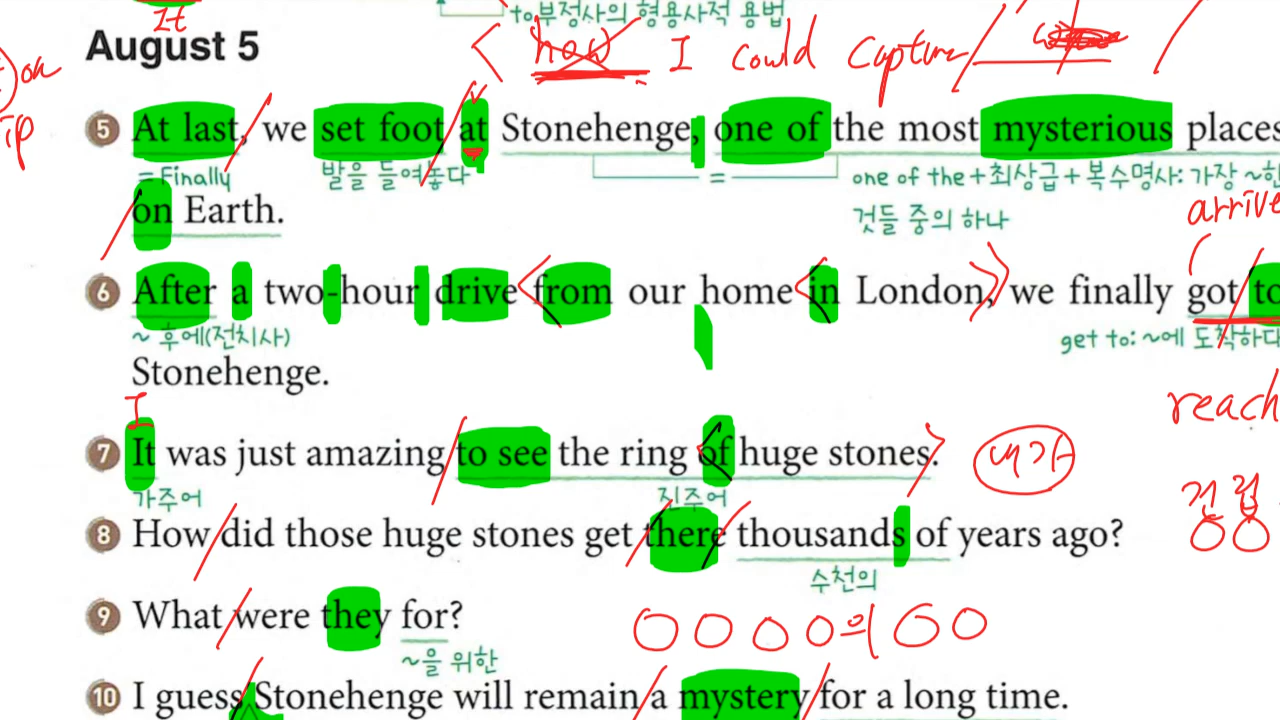 It
to부정사의 형용사적 용법
August 5
how I could capture
on
⑤ At last, we set foot at Stonehenge, one of the most mysterious places
= Finally 발을 들여놓다 = one of the+최상급+복수명사: 가장 ~한
on Earth.
것들 중의 하나
arrive
⑥ After a two-hour drive from our home in London, we finally got to
~ 후에(전치사) get to: ~에 도착하다
Stonehenge.
reach
I
⑦ It was just amazing to see the ring of huge stones.
가주어 진주어
⑧ How did those huge stones get there thousands of years ago?
수천의
⑨ What were they for?
~을 위한
⑩ I guess Stonehenge will remain a mystery for a long time.